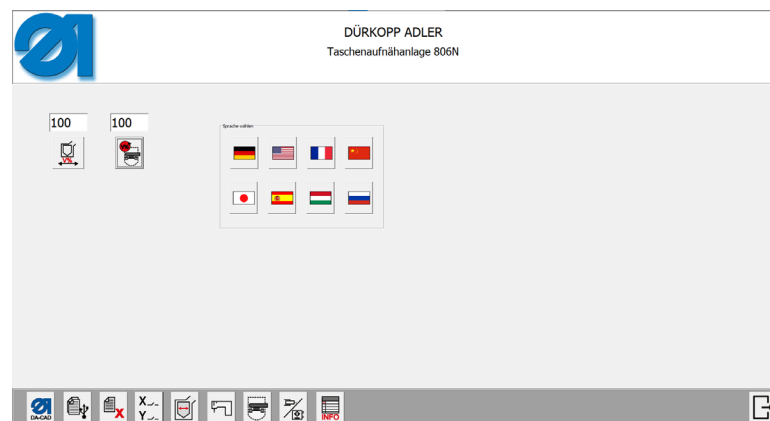 DÜRKOPP ADLER
Taschenaufnähanlage 806N
100
100
Sprache wählen
V%
V%
DA-CAD
X
Y
INFO